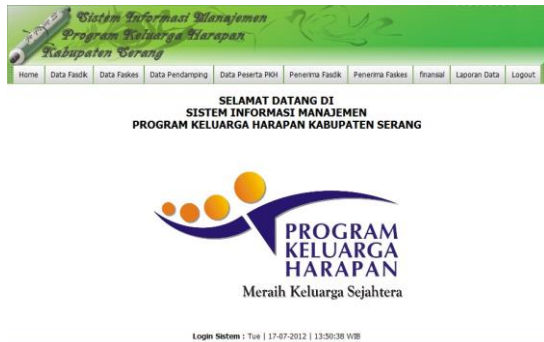 Sistem Informasi Manajemen
Program Keluarga Harapan
Kabupaten Serang
Home Data Fasdik Data Faskes Data Pendamping Data Peserta PKH Penerima Fasdik Penerima Faskes finansial Laporan Data Logout
SELAMAT DATANG DI
SISTEM INFORMASI MANAJEMEN
PROGRAM KELUARGA HARAPAN KABUPATEN SERANG
PROGRAM
KELUARGA
HARAPAN
Meraih Keluarga Sejahtera
Login Sistem : Tue | 17-07-2012 | 13:50:38 WIB